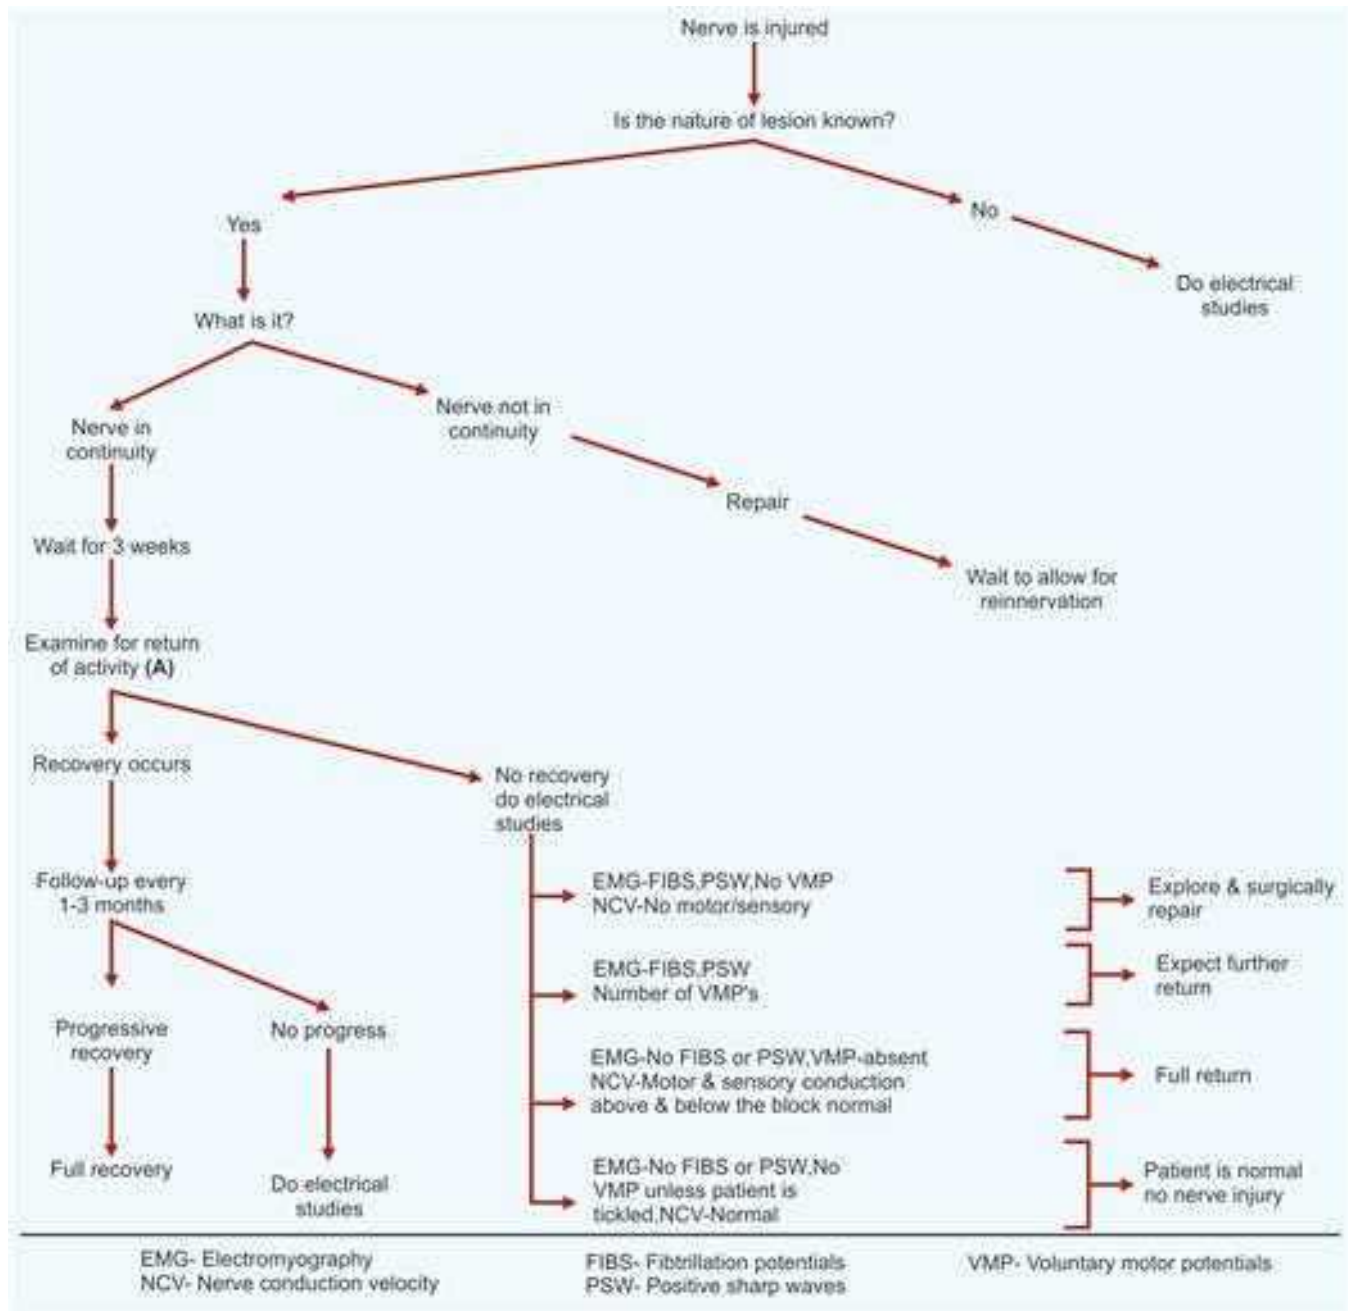 Nerve is injured
Is the nature of lesion known?
Yes
No
Do electrical
studies
What is it?
Nerve in
continuity
Nerve not in
continuity
Repair
Wait to allow for
reinnervation
Wait for 3 weeks
Examine for return
of activity (A)
Recovery occurs
No recovery
do electrical
studies
Follow-up every
1-3 months
Progressive
recovery
No progress
Full recovery
Do electrical
studies
EMG-FIBS,PSW,No VMP
NCV-No motor/sensory
Explore & surgically
repair
EMG-FIBS,PSW
Number of VMP's
Expect further
return
EMG-No FIBS or PSW,VMP-absent
NCV-Motor & sensory conduction
above & below the block normal
Full return
EMG-No FIBS or PSW,No
VMP unless patient is
tickled,NCV-Normal
Patient is normal
no nerve injury
EMG- Electromyography
NCV- Nerve conduction velocity
FIBS- Fibtrillation potentials
PSW- Positive sharp waves
VMP- Voluntary motor potentials